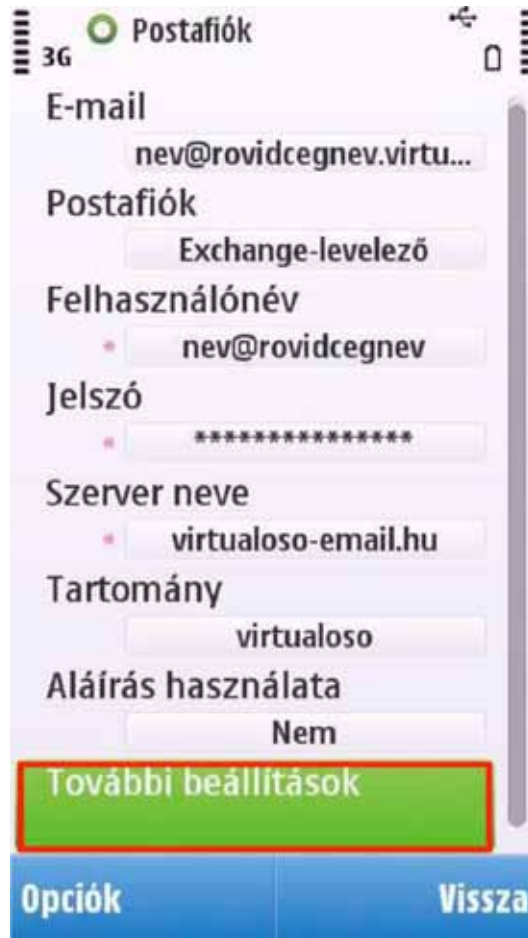 Postafiók
3G
E-mail
nev@rovidcegnev.virtu...
Postafiók
Exchange-levelező
Felhasználónév
* nev@rovidcegnev
Jelszó
* ***************
Szerver neve
* virtualoso-email.hu
Tartomány
virtualoso
Aláírás használata
Nem
További beállítások
Opciók Vissza